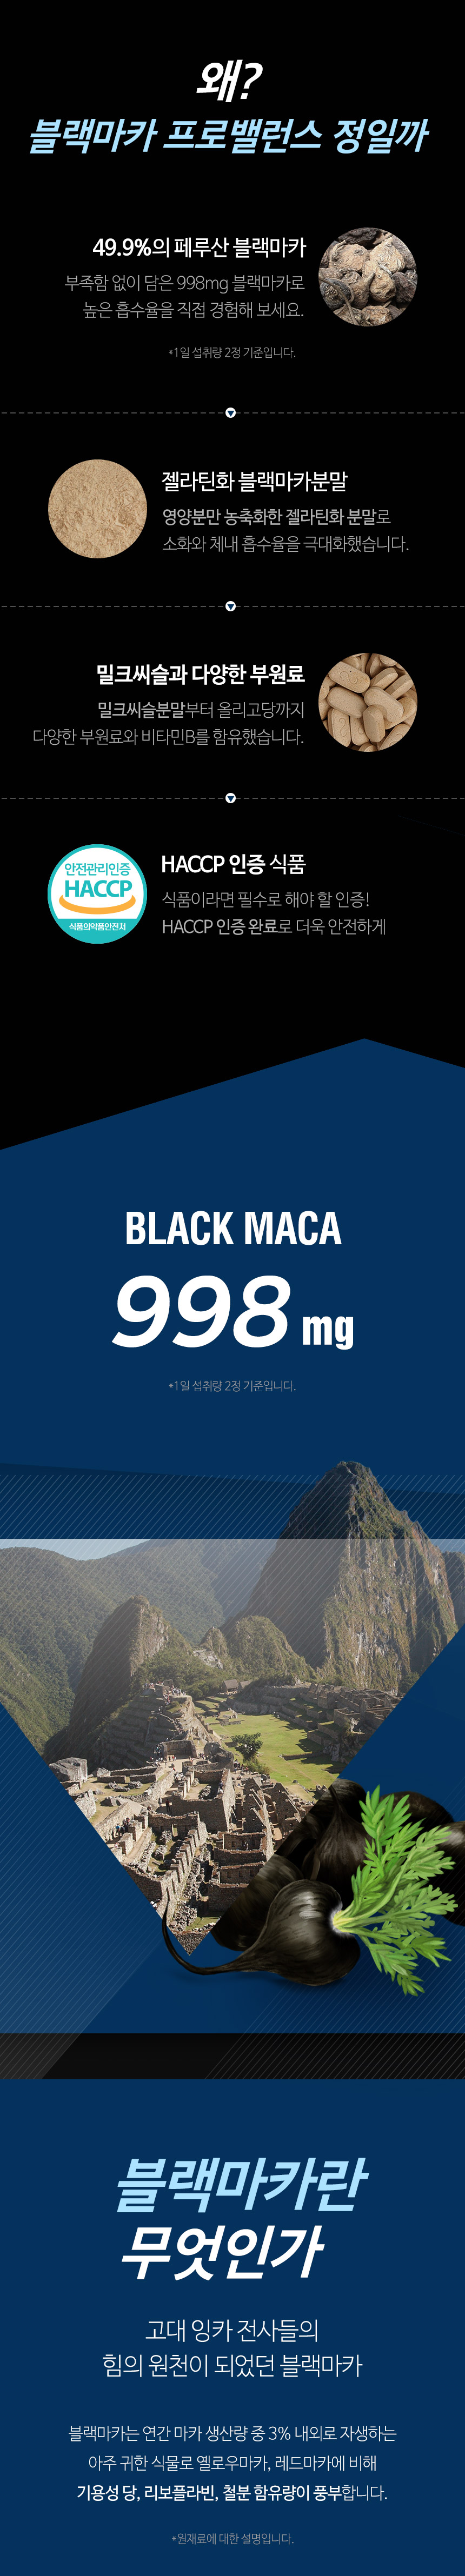 왜?
블랙마카 프로밸런스 정일까
49.9%의 페루산 블랙마카
부족함 없이 담은 998mg 블랙마카로
높은 흡수율을 직접 경험해 보세요.
*1일 섭취량 2정 기준입니다.
젤라틴화 블랙마카분말
영양분만 농축화한 젤라틴화 분말로
소화와 체내 흡수율을 극대화했습니다.
밀크씨슬과 다양한 부원료
밀크씨슬분말부터 올리고당까지
다양한 부원료와 비타민B를 함유했습니다.
안전관리인증
HACCP
식품의약품안전처
HACCP 인증 식품
식품이라면 필수로 해야 할 인증!
HACCP 인증 완료로 더욱 안전하게
BLACK MACA
998 mg
*1일 섭취량 2정 기준입니다.
블랙마카란
무엇인가
고대 잉카 전사들의
힘의 원천이 되었던 블랙마카
블랙마카는 연간 마카 생산량 중 3% 내외로 자생하는
아주 귀한 식물로 옐로우마카, 레드마카에 비해
기용성 당, 리보플라빈, 철분 함유량이 풍부합니다.
*원재료에 대한 설명입니다.